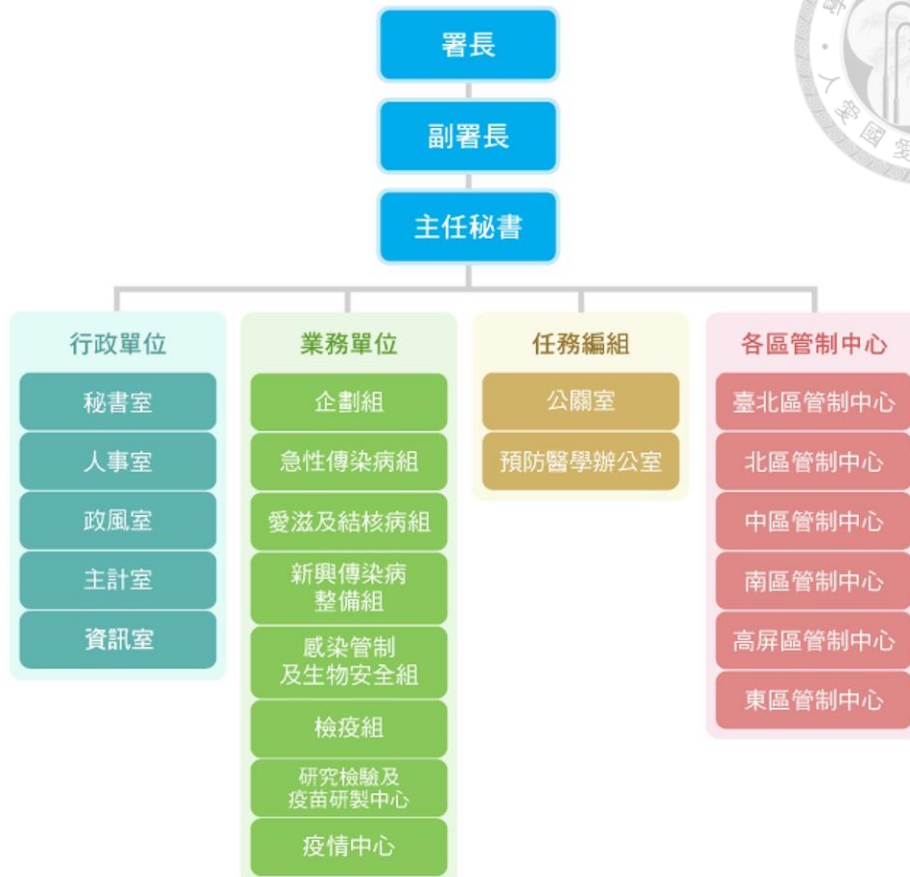 署長
副署長
主任秘書
行政單位
秘書室
人事室
政風室
主計室
資訊室
業務單位
企劃組
急性傳染病組
愛滋及結核病組
新興傳染病
整備組
感染管制
及生物安全組
檢疫組
研究檢驗及
疫苗研製中心
疫情中心
任務編組
公關室
預防醫學辦公室
各區管制中心
臺北區管制中心
北區管制中心
中區管制中心
南區管制中心
高屏區管制中心
東區管制中心
人愛國愛